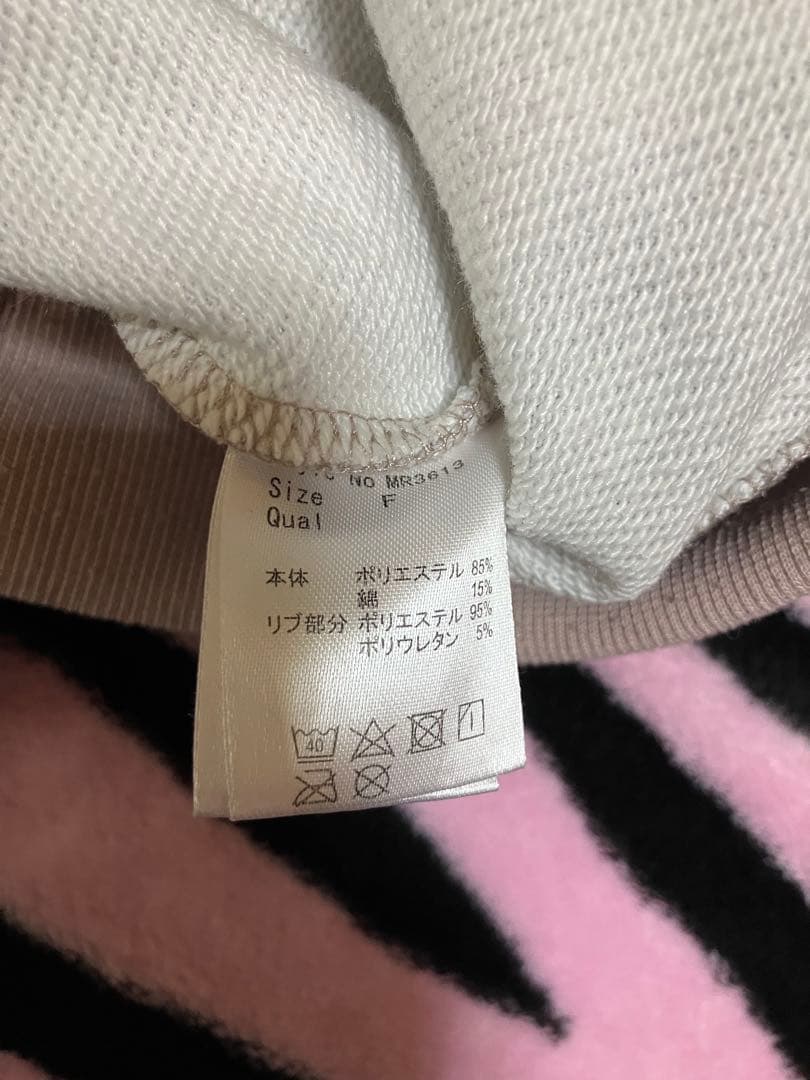 No MR3613
Size F
Qual
本体 ポリエステル 85%
綿 15%
リブ部分 ポリエステル 95%
ポリウレタン 5%
40